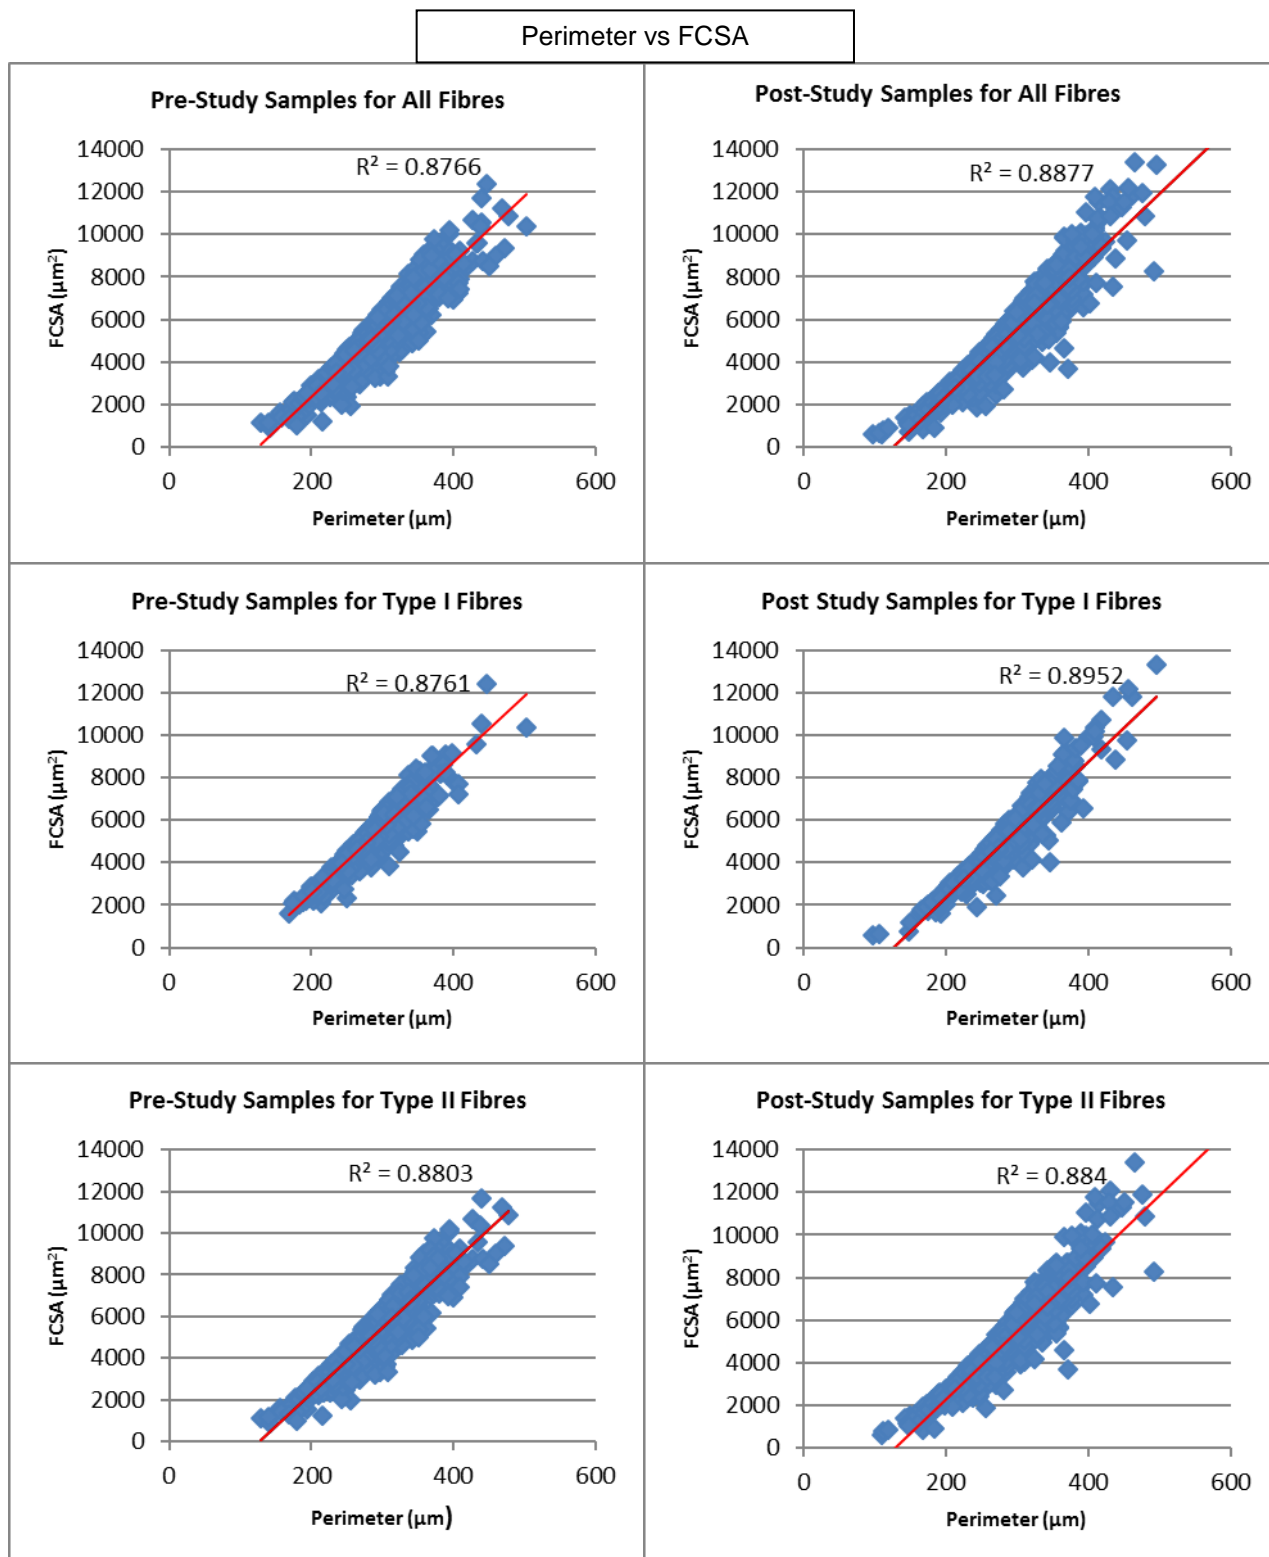 Perimeter vs FCSA
Pre-Study Samples for All Fibres
14000
12000
10000
8000
6000
4000
2000
0
FCSA (µm²)
R² = 0.8766
0 200 400 600
Perimeter (µm)
Post-Study Samples for All Fibres
14000
12000
10000
8000
6000
4000
2000
0
FCSA (µm²)
R² = 0.8877
0 200 400 600
Perimeter (µm)
Pre-Study Samples for Type I Fibres
14000
12000
10000
8000
6000
4000
2000
0
FCSA (µm²)
R² = 0.8761
0 200 400 600
Perimeter (µm)
Post Study Samples for Type I Fibres
14000
12000
10000
8000
6000
4000
2000
0
FCSA (µm²)
R² = 0.8952
0 200 400 600
Perimeter (µm)
Pre-Study Samples for Type II Fibres
14000
12000
10000
8000
6000
4000
2000
0
FCSA (µm²)
R² = 0.8803
0 200 400 600
Perimeter (µm)
Post-Study Samples for Type II Fibres
14000
12000
10000
8000
6000
4000
2000
0
FCSA (µm²)
R² = 0.884
0 200 400 600
Perimeter (µm)